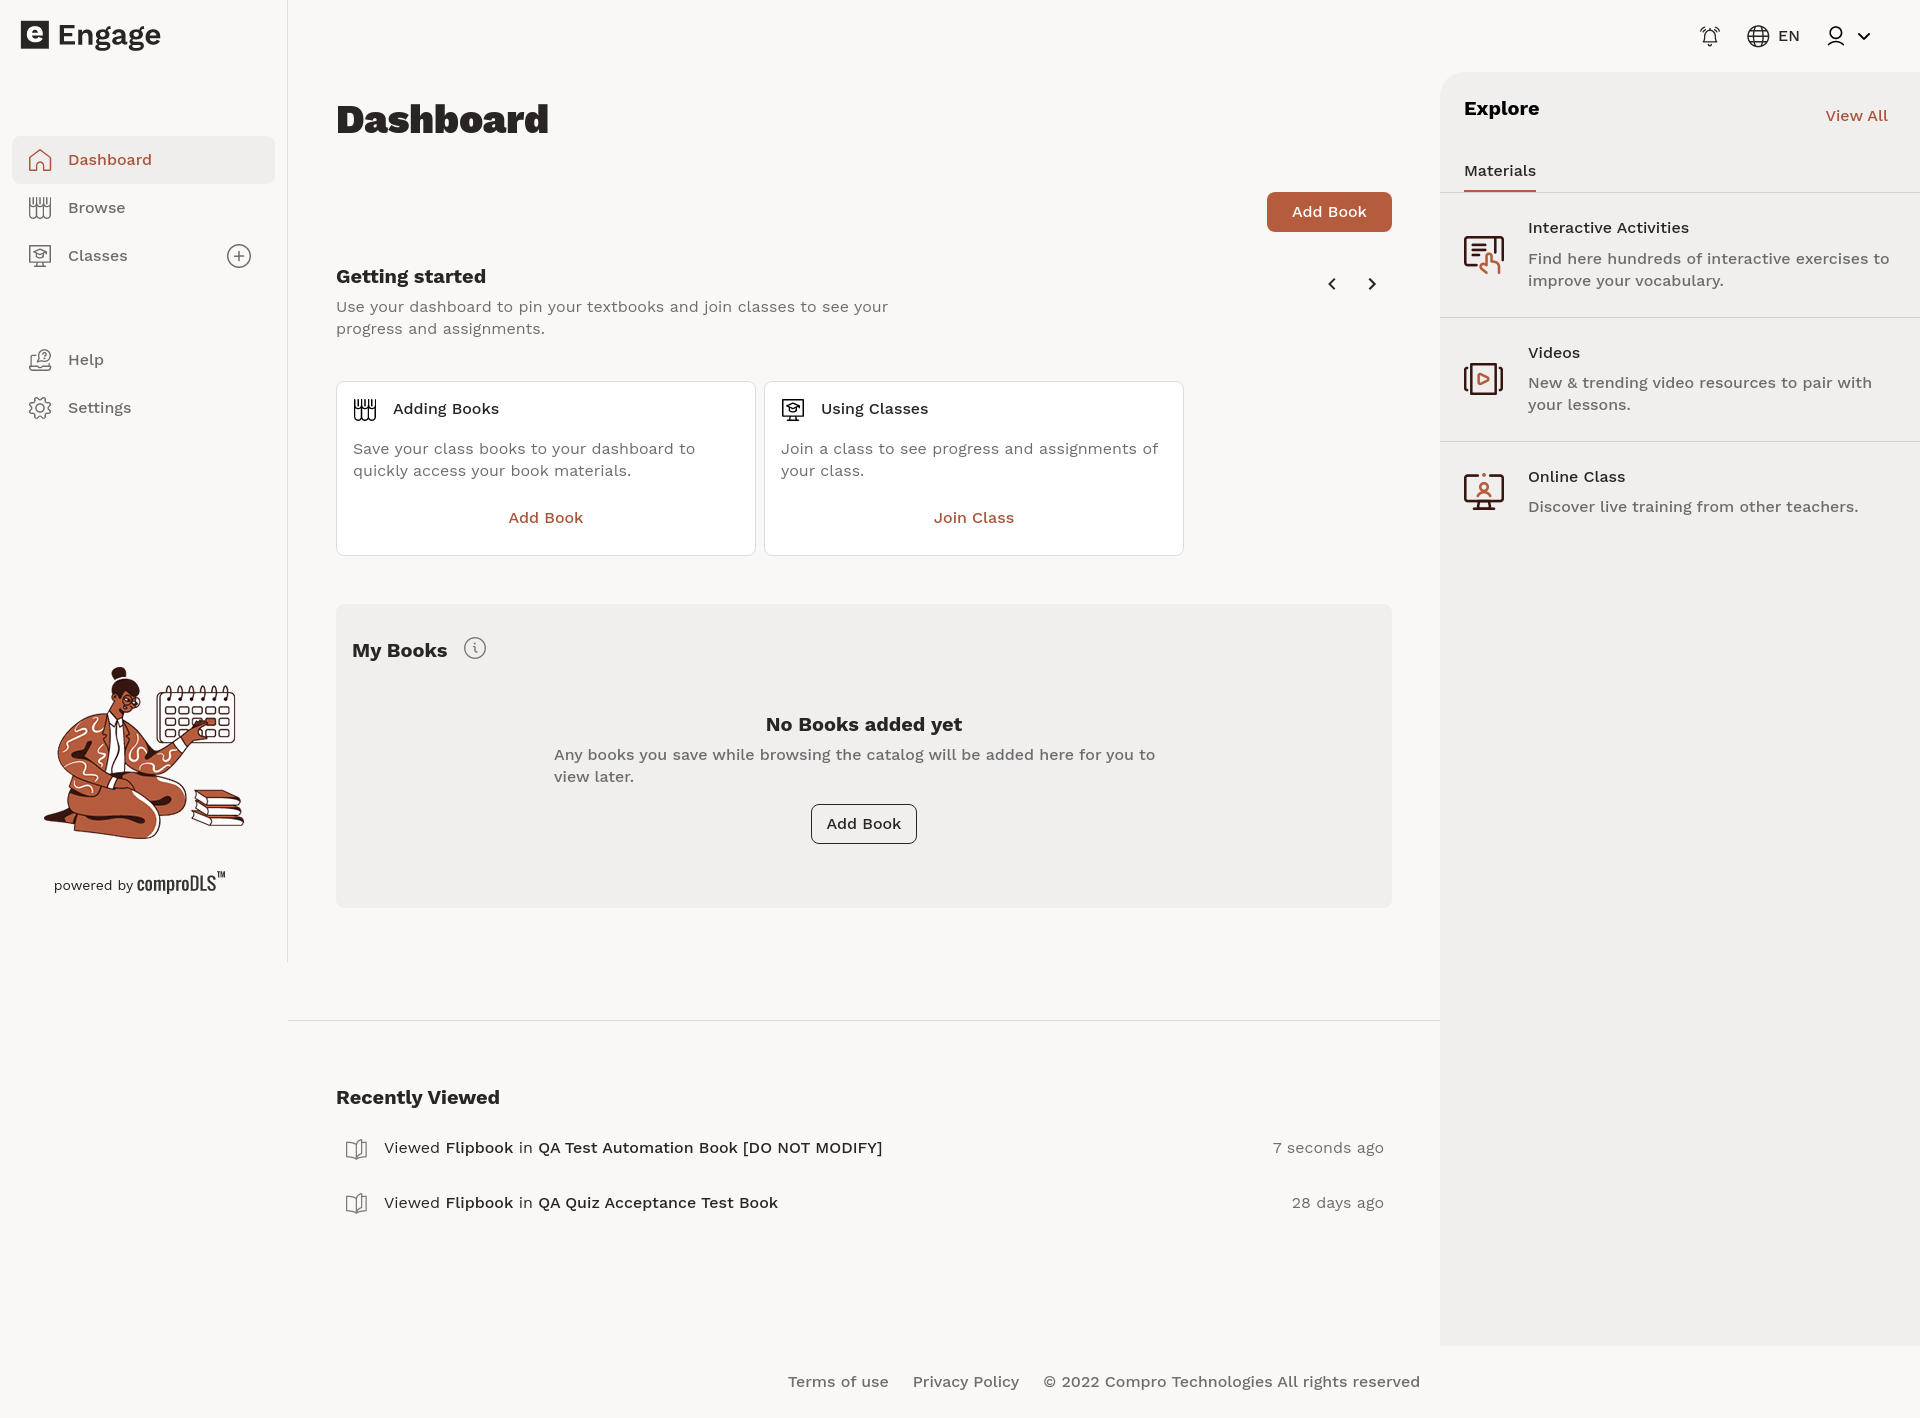 e Engage
EN
Dashboard
Browse
Classes
Help
Settings
powered by comproDLS™
Dashboard
Add Book
Getting started
Use your dashboard to pin your textbooks and join classes to see your
progress and assignments.
Adding Books
Save your class books to your dashboard to
quickly access your book materials.
Add Book
Using Classes
Join a class to see progress and assignments of
your class.
Join Class
My Books
No Books added yet
Any books you save while browsing the catalog will be added here for you to
view later.
Add Book
Recently Viewed
Viewed Flipbook in QA Test Automation Book [DO NOT MODIFY]
7 seconds ago
Viewed Flipbook in QA Quiz Acceptance Test Book
28 days ago
Explore
View All
Materials
Interactive Activities
Find here hundreds of interactive exercises to
improve your vocabulary.
Videos
New & trending video resources to pair with
your lessons.
Online Class
Discover live training from other teachers.
Terms of use Privacy Policy © 2022 Compro Technologies All rights reserved